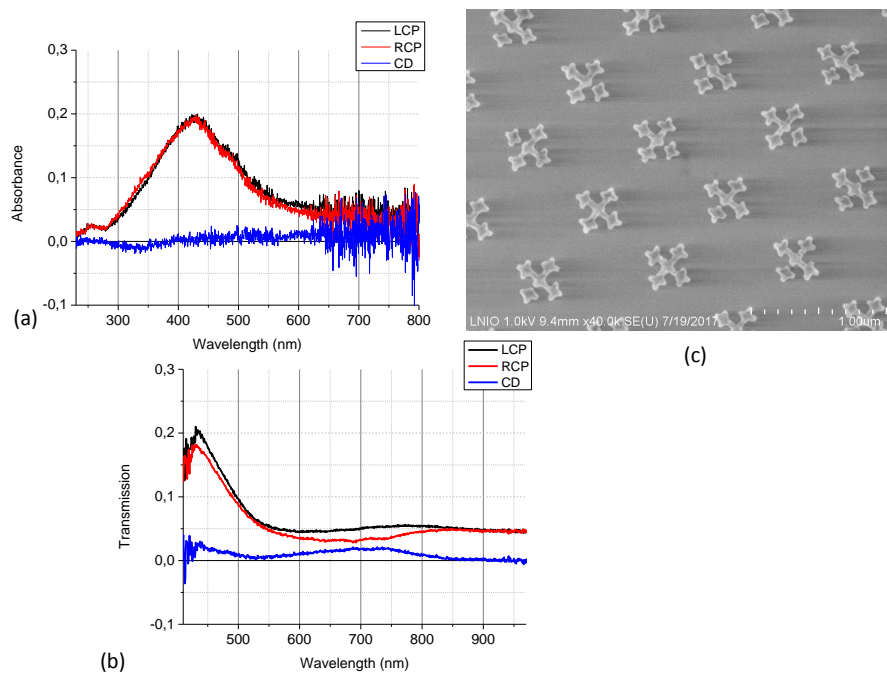 0,3
0,2
0,1
0,0
-0,1
Absorbance
LCP
RCP
CD
300 400 500 600 700 800
Wavelength (nm)
(a)
LNIO 1.0kV 9.4mm x40.0k SE(U) 7/19/2017
1.00um
(c)
0,3
0,2
0,1
0,0
-0,1
Transmission
LCP
RCP
CD
500 600 700 800 900
Wavelength (nm)
(b)